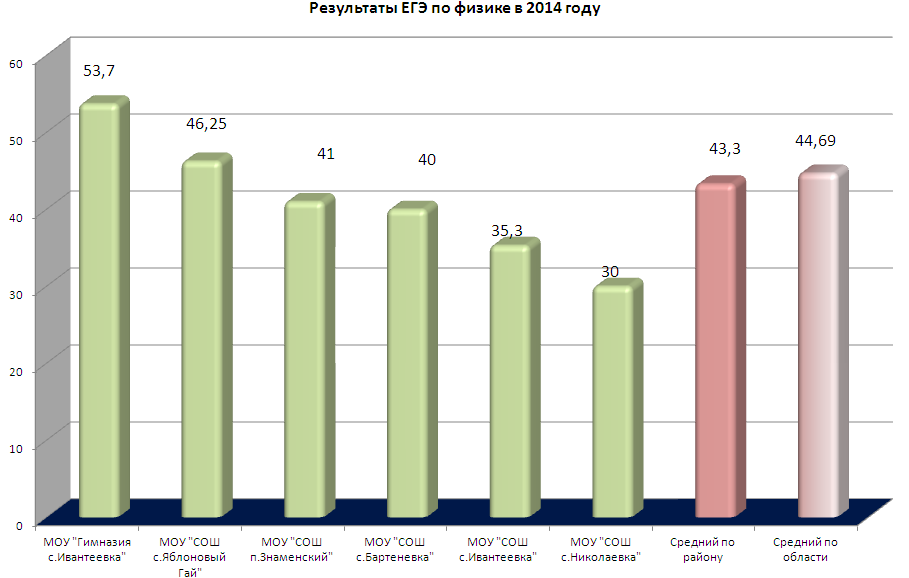 Результаты ЕГЭ по физике в 2014 году
60
50
40
30
20
10
0
53,7
46,25
41
40
35,3
30
43,3
44,69
МОУ "Гимназия
с.Ивантеевка"
МОУ "СОШ
с.Яблоновый
Гай"
МОУ "СОШ
п.Знаменский"
МОУ "СОШ
с.Бартеневка"
МОУ "СОШ
с.Ивантеевка"
МОУ "СОШ
с.Николаевка"
Средний по
району
Средний по
области